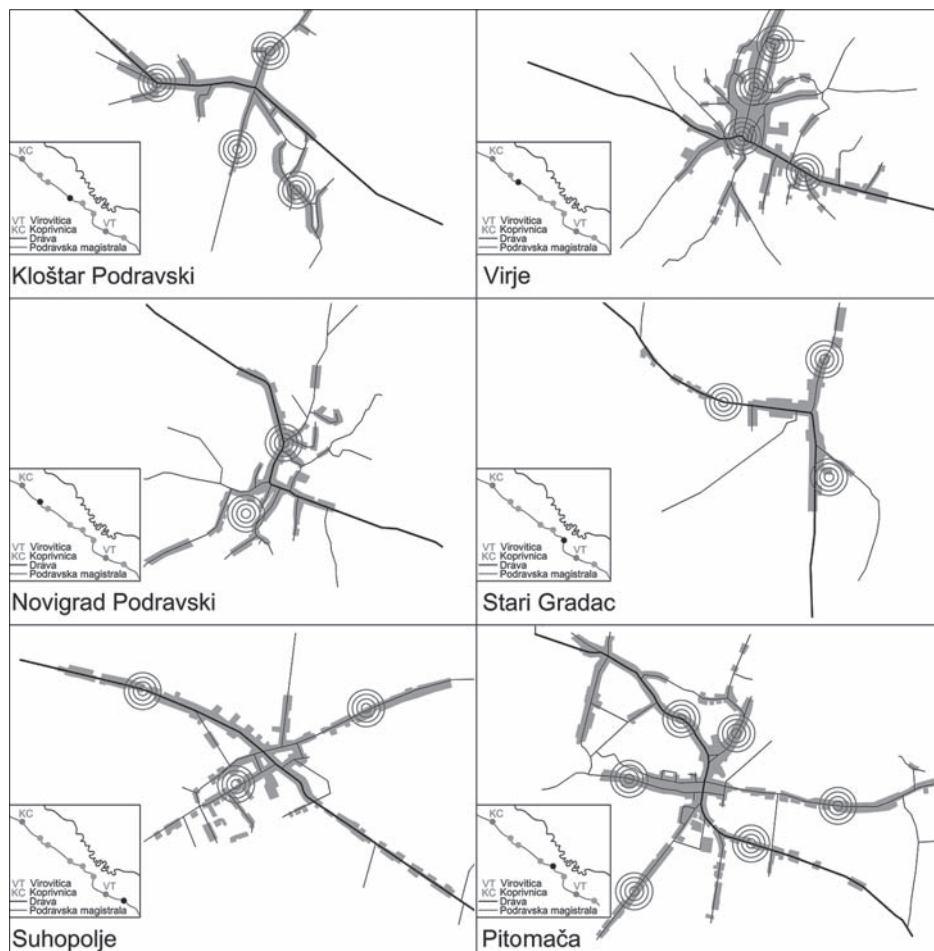 KC
VT
VT Virovitica
KC Koprivnica
Drava
Podravska magistrala
Kloštar Podravski
KC
VT
VT Virovitica
KC Koprivnica
Drava
Podravska magistrala
Virje
KC
VT
VT Virovitica
KC Koprivnica
Drava
Podravska magistrala
Novigrad Podravski
KC
VT
VT Virovitica
KC Koprivnica
Drava
Podravska magistrala
Stari Gradac
KC
VT
VT Virovitica
KC Koprivnica
Drava
Podravska magistrala
Suhopolje
KC
VT
VT Virovitica
KC Koprivnica
Drava
Podravska magistrala
Pitomača